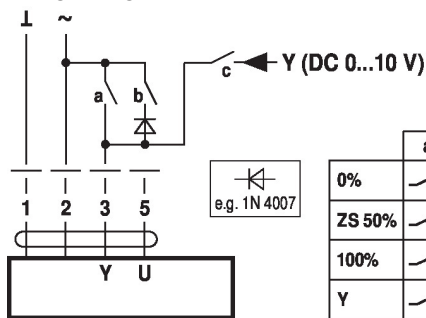 ⊥ ~
a b c Y (DC 0...10 V)
e.g. 1N 4007
1 2 3 5
Y U
a
0%
ZS 50%
100%
Y